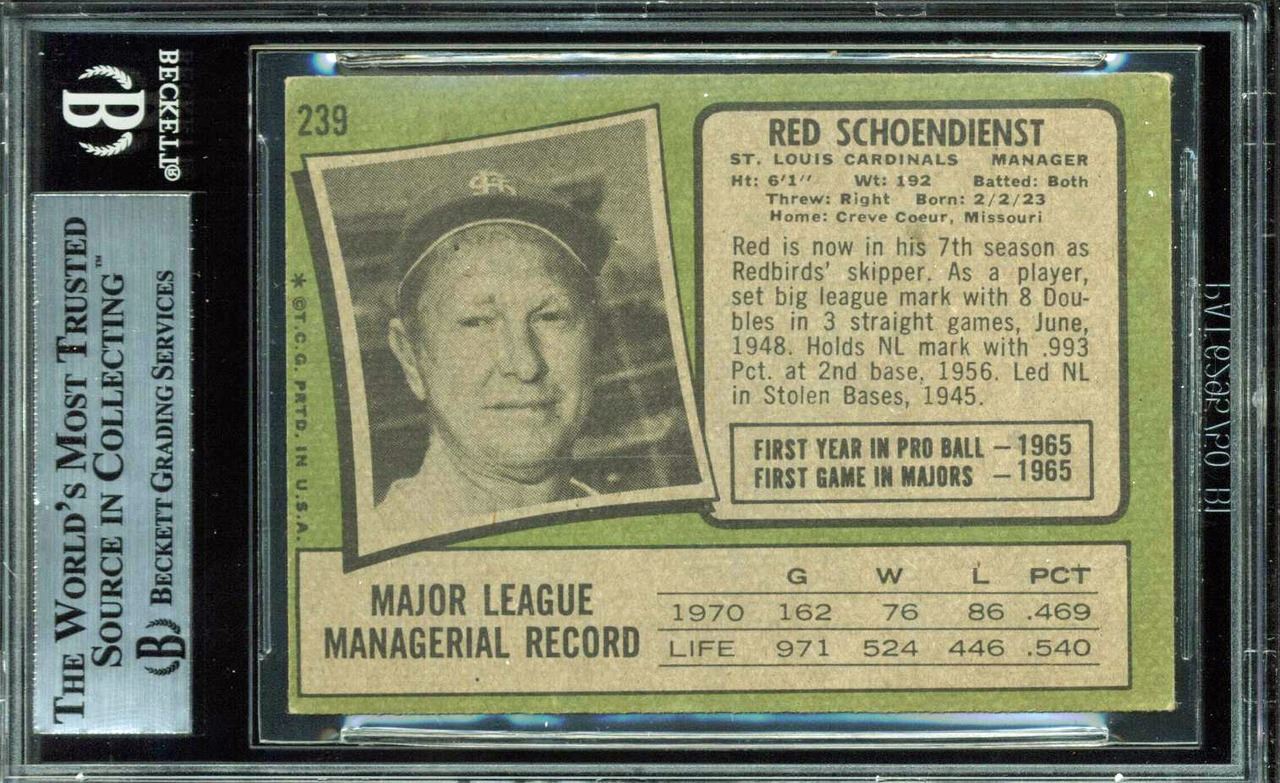 BECKETT®
B
THE WORLD'S MOST TRUSTED
SOURCE IN COLLECTING™
B BECKETT GRADING SERVICES
239
* ©T.C.G. PRTD. IN U.S.A.
RED SCHOENDIENST
ST. LOUIS CARDINALS MANAGER
Ht: 6'1" Wt: 192 Batted: Both
Threw: Right Born: 2/2/23
Home: Creve Coeur, Missouri
Red is now in his 7th season as
Redbirds' skipper. As a player,
set big league mark with 8 Dou-
bles in 3 straight games, June,
1948. Holds NL mark with .993
Pct. at 2nd base, 1956. Led NL
in Stolen Bases, 1945.
FIRST YEAR IN PRO BALL – 1965
FIRST GAME IN MAJORS – 1965
MAJOR LEAGUE
MANAGERIAL RECORD
G W L PCT
1970 162 76 86 .469
LIFE 971 524 446 .540